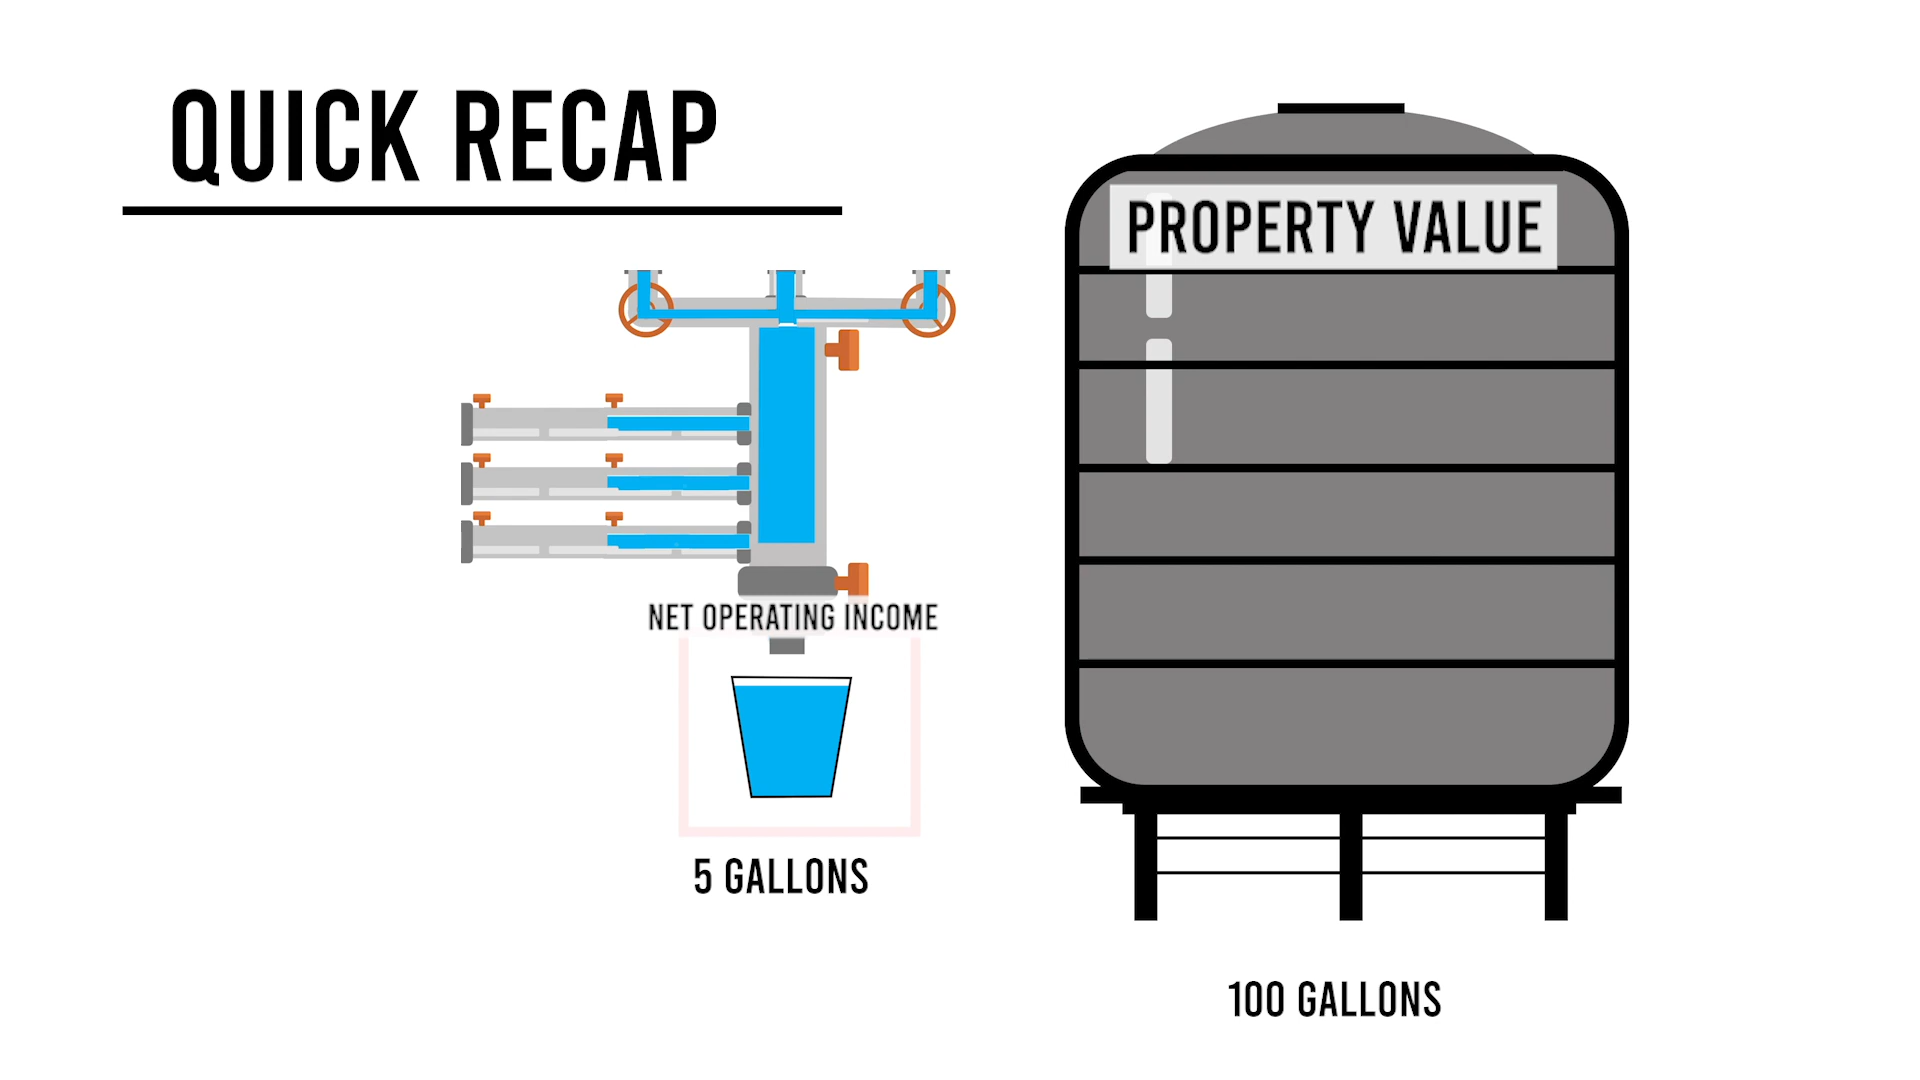 QUICK RECAP
PROPERTY VALUE
NET OPERATING INCOME
5 GALLONS
100 GALLONS